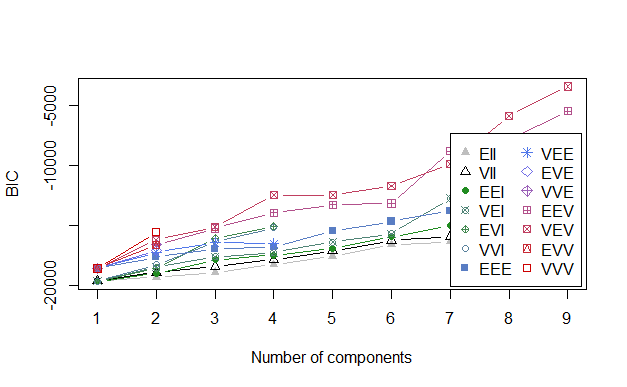 BIC
-5000
-10000
-20000
1 2 3 4 5 6 7 8 9
Number of components
EII VEE
VII EVE
EEI VVE
VEI EEV
EVI VEV
VVI EVV
EEE VVV